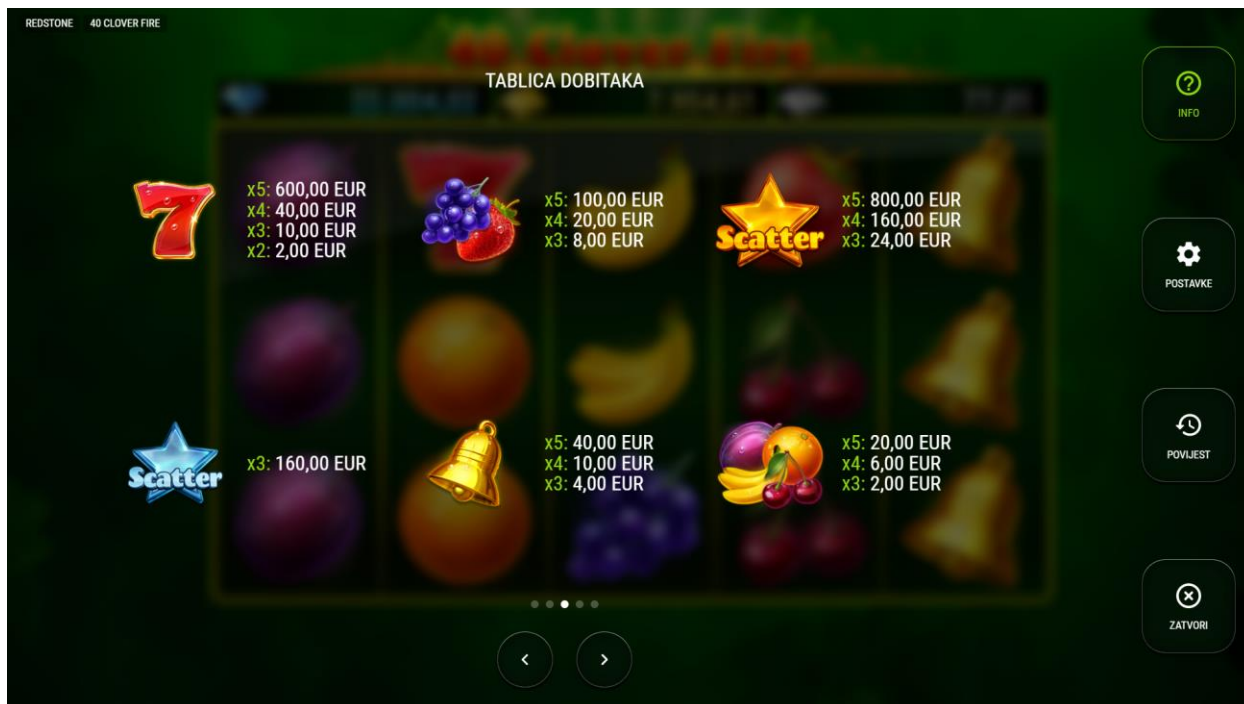 REDSTONE 40 CLOVER FIRE
40 Clover Fire
TABLICA DOBITAKA
x5: 600,00 EUR
x4: 40,00 EUR
x3: 10,00 EUR
x2: 2,00 EUR
x5: 100,00 EUR
x4: 20,00 EUR
x3: 8,00 EUR
Scatter
x5: 800,00 EUR
x4: 160,00 EUR
x3: 24,00 EUR
Scatter
x3: 160,00 EUR
x5: 40,00 EUR
x4: 10,00 EUR
x3: 4,00 EUR
x5: 20,00 EUR
x4: 6,00 EUR
x3: 2,00 EUR
INFO
POSTAVKE
POVIJEST
ZATVORI